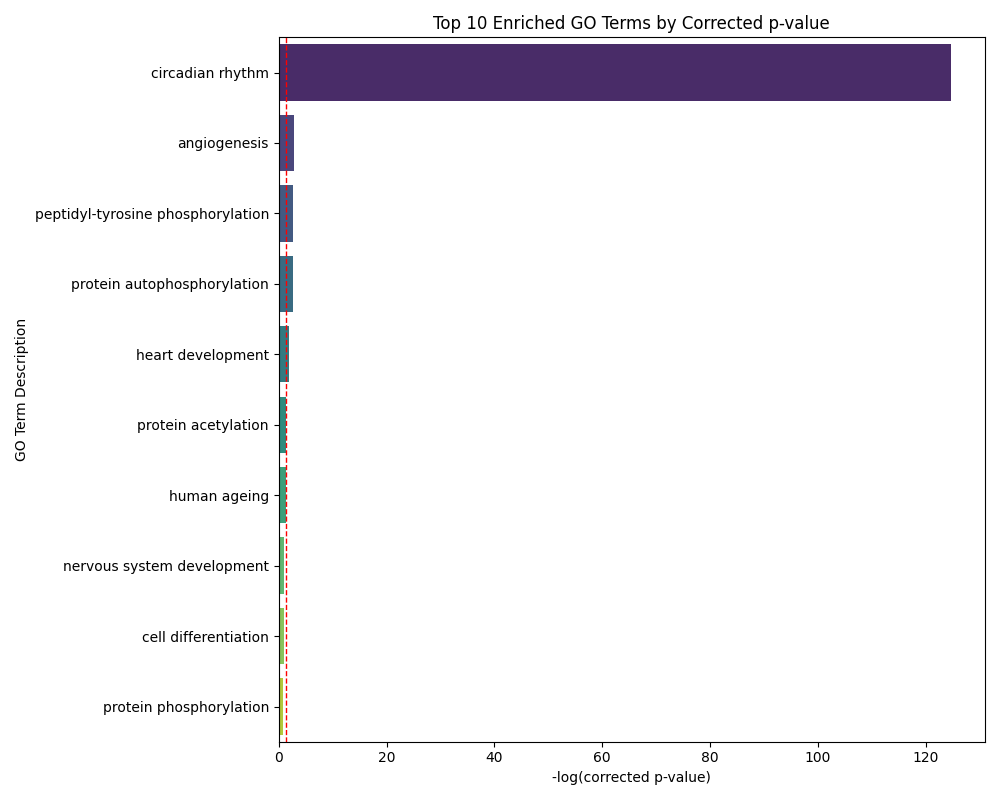 Top 10 Enriched GO Terms by Corrected p-value
GO Term Description
circadian rhythm
angiogenesis
peptidyl-tyrosine phosphorylation
protein autophosphorylation
heart development
protein acetylation
human ageing
nervous system development
cell differentiation
protein phosphorylation
0 20 40 60 80 100 120
-log(corrected p-value)